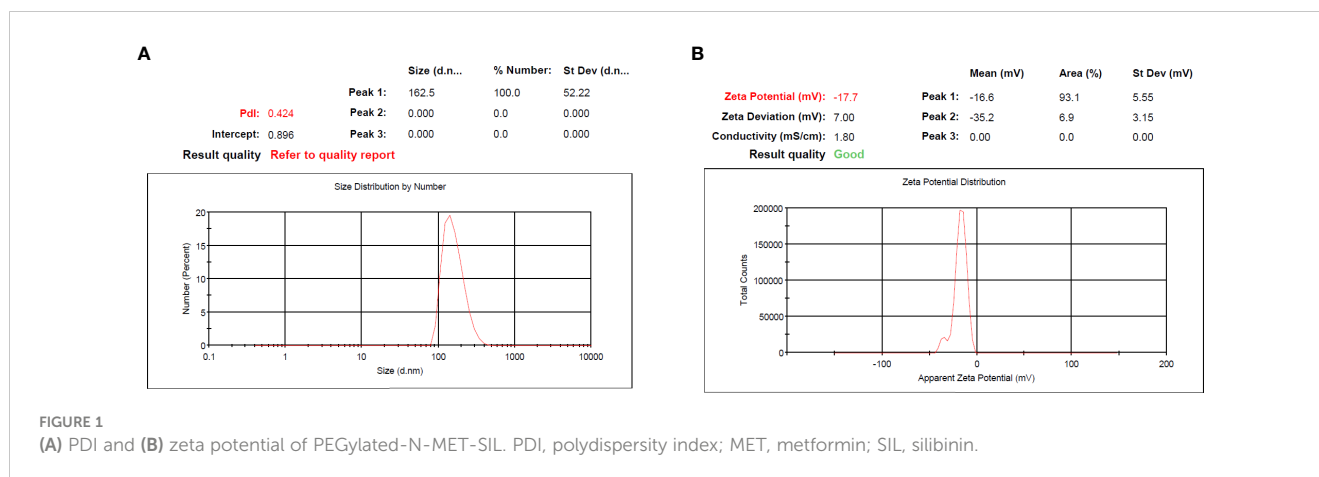 A
Size (d.n... % Number: St Dev (d.n...
Peak 1: 162.5 100.0 52.22
PdI: 0.424 Peak 2: 0.000 0.0 0.000
Intercept: 0.896 Peak 3: 0.000 0.0 0.000
Result quality Refer to quality report
Size Distribution by Number
Number (Percent)
20
15
10
5
0
0.1 1 10 100 1000 10000
Size (d.nm)
B
Mean (mV) Area (%) St Dev (mV)
Zeta Potential (mV): -17.7 Peak 1: -16.6 93.1 5.55
Zeta Deviation (mV): 7.00 Peak 2: -35.2 6.9 3.15
Conductivity (mS/cm): 1.80 Peak 3: 0.00 0.0 0.00
Result quality Good
Zeta Potential Distribution
Total Counts
200000
150000
100000
50000
0
-100 0 100 200
Apparent Zeta Potential (mV)
FIGURE 1
(A) PDI and (B) zeta potential of PEGylated-N-MET-SIL. PDI, polydispersity index; MET, metformin; SIL, silibinin.